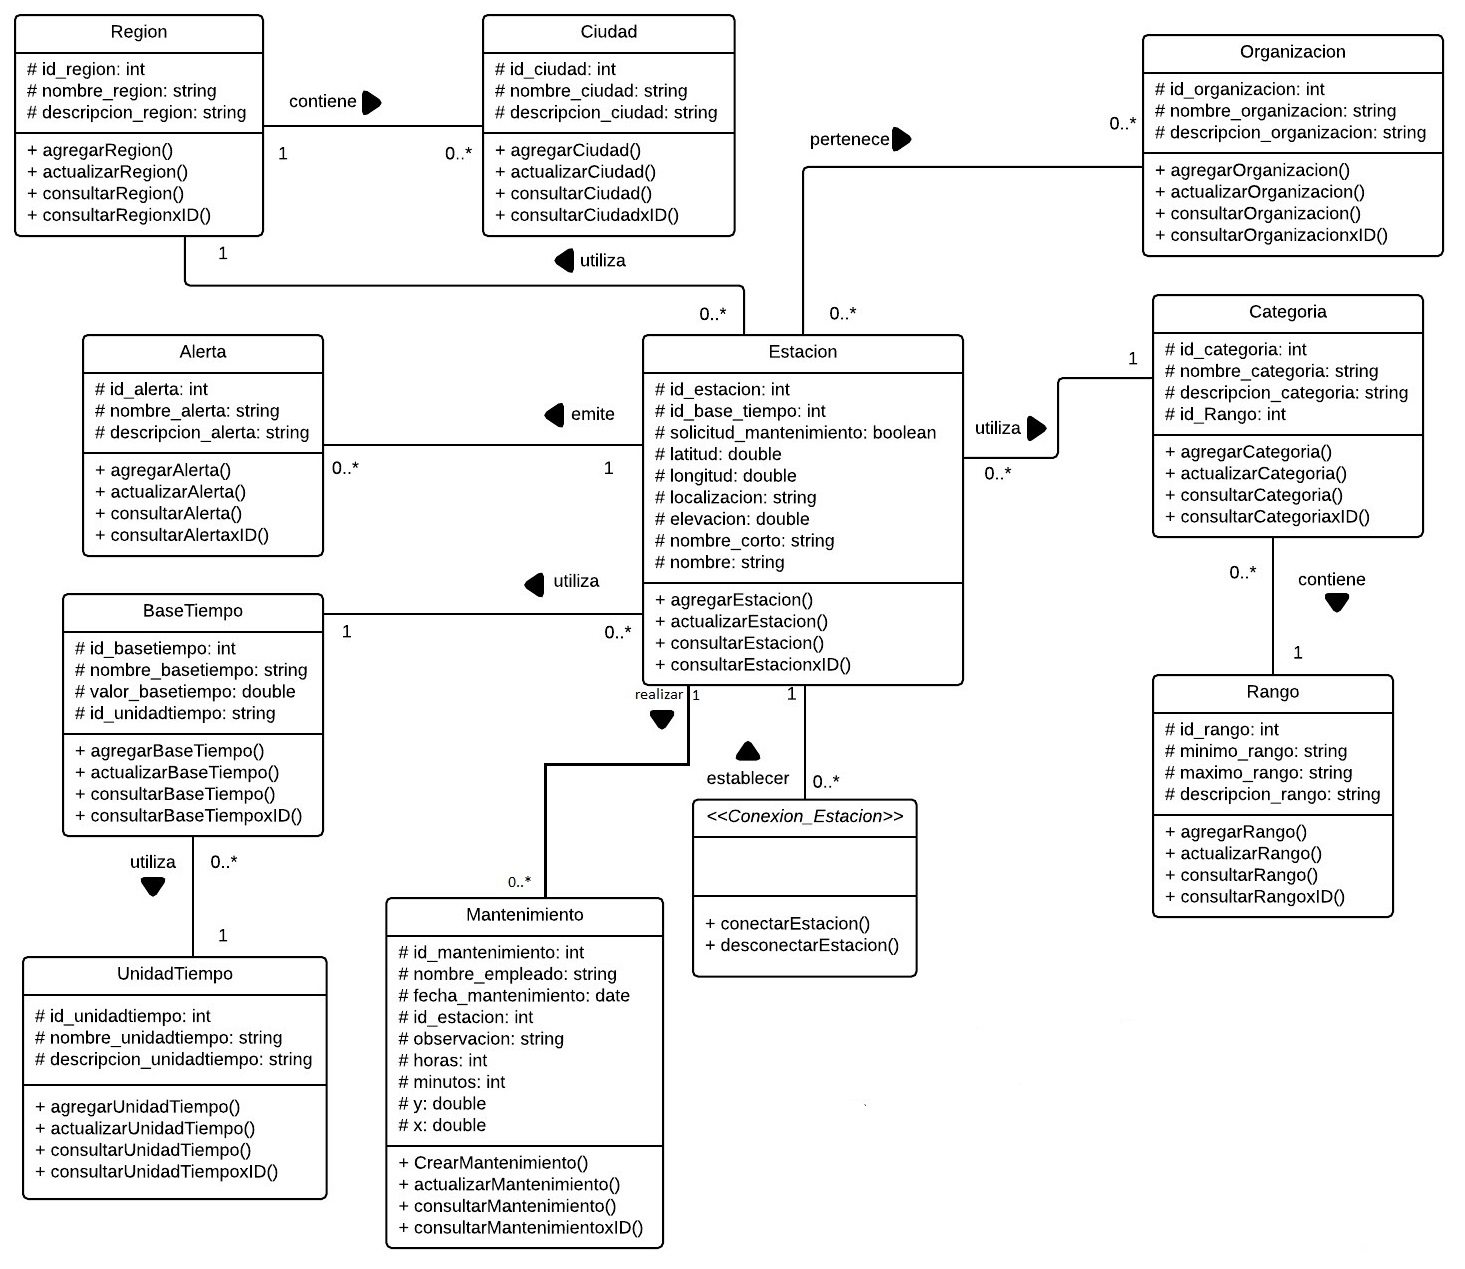 Region
# id_region: int
# nombre_region: string
# descripcion_region: string
+ agregarRegion()
+ actualizarRegion()
+ consultarRegion()
+ consultarRegionxID()
contiene
1
0..*
Ciudad
# id_ciudad: int
# nombre_ciudad: string
# descripcion_ciudad: string
+ agregarCiudad()
+ actualizarCiudad()
+ consultarCiudad()
+ consultarCiudadxID()
Organizacion
# id_organizacion: int
# nombre_organizacion: string
# descripcion_organizacion: string
+ agregarOrganizacion()
+ actualizarOrganizacion()
+ consultarOrganizacion()
+ consultarOrganizacionxID()
pertenece
0..*
0..*
1
utiliza
0..*
Alerta
# id_alerta: int
# nombre_alerta: string
# descripcion_alerta: string
+ agregarAlerta()
+ actualizarAlerta()
+ consultarAlerta()
+ consultarAlertaxID()
emite
0..*
1
Estacion
# id_estacion: int
# id_base_tiempo: int
# solicitud_mantenimiento: boolean
# latitud: double
# longitud: double
# localizacion: string
# elevacion: double
# nombre_corto: string
# nombre: string
+ agregarEstacion()
+ actualizarEstacion()
+ consultarEstacion()
+ consultarEstacionxID()
utiliza
1
0..*
Categoria
# id_categoria: int
# nombre_categoria: string
# descripcion_categoria: string
# id_Rango: int
+ agregarCategoria()
+ actualizarCategoria()
+ consultarCategoria()
+ consultarCategoriaxID()
0..*
contiene
1
Rango
# id_rango: int
# minimo_rango: string
# maximo_rango: string
# descripcion_rango: string
+ agregarRango()
+ actualizarRango()
+ consultarRango()
+ consultarRangoxID()
utiliza
1
0..*
BaseTiempo
# id_basetiempo: int
# nombre_basetiempo: string
# valor_basetiempo: double
# id_unidadtiempo: string
+ agregarBaseTiempo()
+ actualizarBaseTiempo()
+ consultarBaseTiempo()
+ consultarBaseTiempoxID()
utiliza
0..*
1
UnidadTiempo
# id_unidadtiempo: int
# nombre_unidadtiempo: string
# descripcion_unidadtiempo: string
+ agregarUnidadTiempo()
+ actualizarUnidadTiempo()
+ consultarUnidadTiempo()
+ consultarUnidadTiempoxID()
realizar
1
0..*
Mantenimiento
# id_mantenimiento: int
# nombre_empleado: string
# fecha_mantenimiento: date
# id_estacion: int
# observacion: string
# horas: int
# minutos: int
# y: double
# x: double
+ CrearMantenimiento()
+ actualizarMantenimiento()
+ consultarMantenimiento()
+ consultarMantenimientoxID()
1
establecer
0..*
<<Conexion_Estacion>>
+ conectarEstacion()
+ desconectarEstacion()